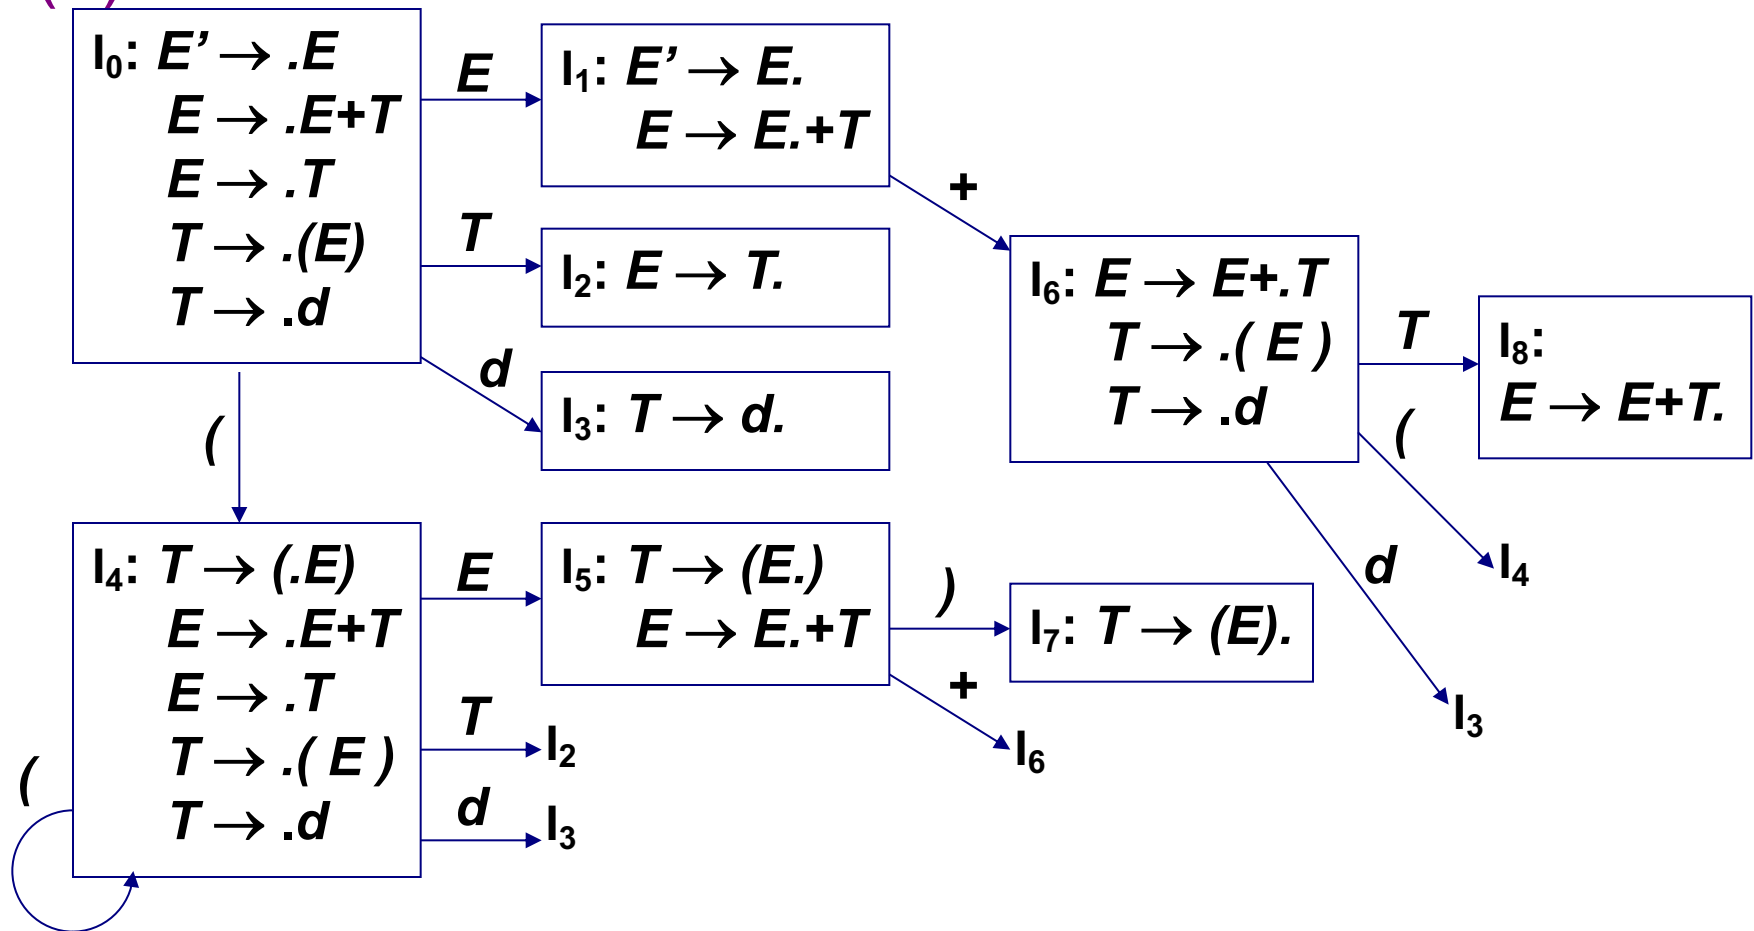 I₀: E’ → .E
E → .E+T
E → .T
T → .(E)
T → .d
E
I₁: E’ → E.
E → E.+T
T
I₂: E → T.
d
I₃: T → d.
+
I₆: E → E+.T
T → .( E )
T → .d
T
I₈:
E → E+T.
(
I₄
d
I₃
(
I₄: T → (.E)
E → .E+T
E → .T
T → .( E )
T → .d
(
E
I₅: T → (E.)
E → E.+T
)
I₇: T → (E).
+
I₆
T
I₂
d
I₃